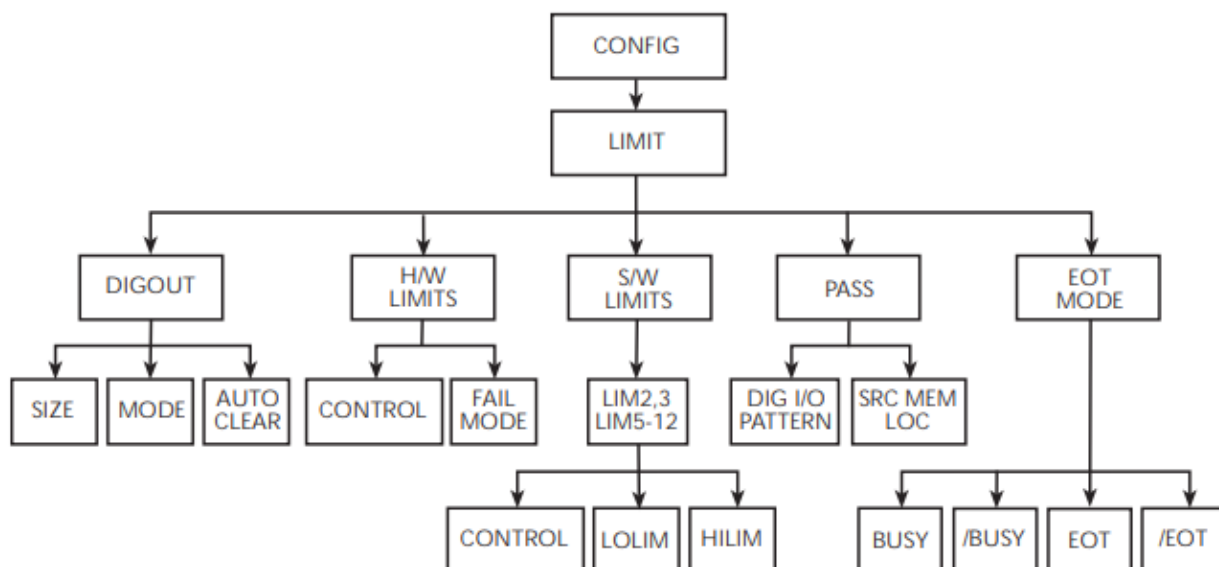 CONFIG
LIMIT
DIGOUT
H/W
LIMITS
S/W
LIMITS
PASS
EOT
MODE
SIZE
MODE
AUTO
CLEAR
CONTROL
FAIL
MODE
LIM2,3
LIM5-12
DIG I/O
PATTERN
SRC MEM
LOC
CONTROL
LOLIM
HILIM
BUSY
/BUSY
EOT
/EOT